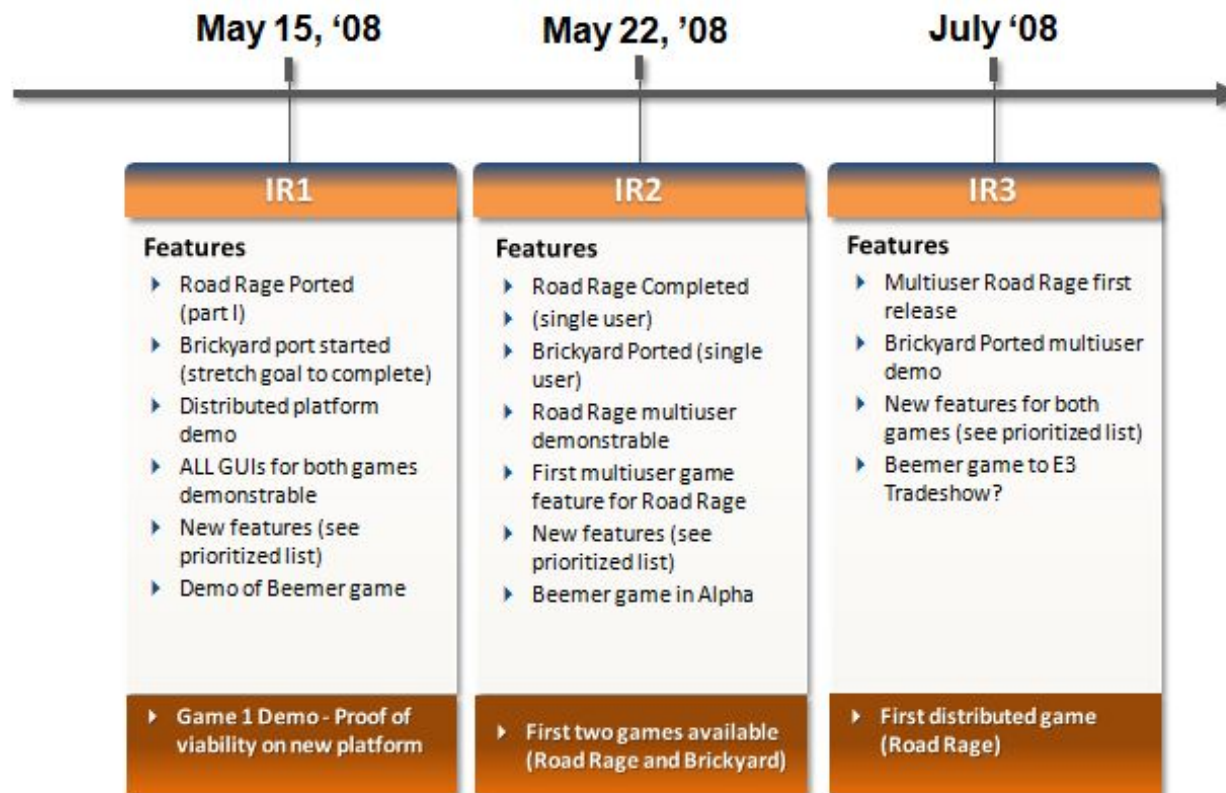 May 15, ‘08
May 22, ’08
July ‘08
IR1
Features
Road Rage Ported
(part I)
Brickyard port started
(stretch goal to complete)
Distributed platform
demo
ALL GUIs for both games
demonstrable
New features (see
prioritized list)
Demo of Beemer game
Game 1 Demo - Proof of
viability on new platform
IR2
Features
Road Rage Completed
(single user)
Brickyard Ported (single
user)
Road Rage multiuser
demonstrable
First multiuser game
feature for Road Rage
New features (see
prioritized list)
Beemer game in Alpha
First two games available
(Road Rage and Brickyard)
IR3
Features
Multiuser Road Rage first
release
Brickyard Ported multiuser
demo
New features for both
games (see prioritized list)
Beemer game to E3
Tradeshow?
First distributed game
(Road Rage)